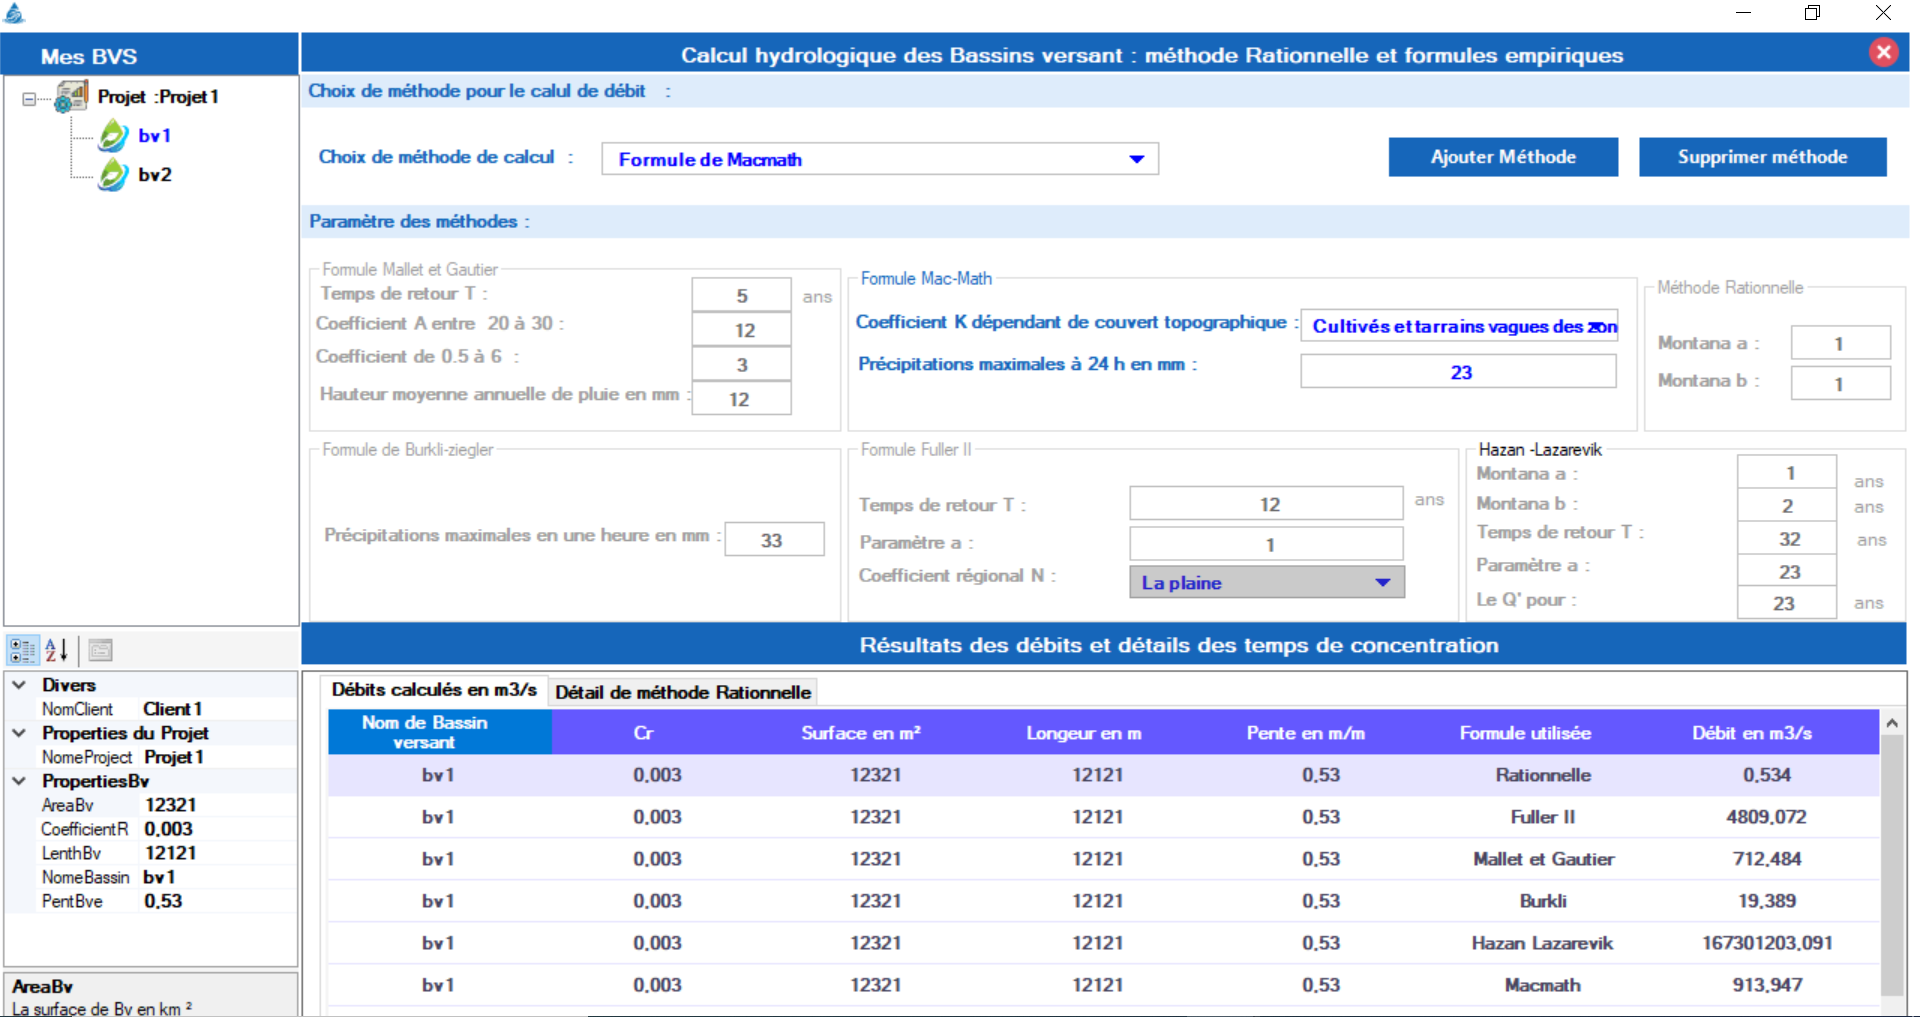 Mes BVS
Projet :Projet1
bv1
bv2
Calcul hydrologique des Bassins versant : méthode Rationnelle et formules empiriques
Choix de méthode pour le calul de débit :
Choix de méthode de calcul : Formule de Macmath Ajouter Méthode Supprimer méthode
Paramètre des méthodes :
Formule Mallet et Gautier
Temps de retour T : 5 ans
Coefficient A entre 20 à 30 : 12
Coefficient de 0.5 à 6 : 3
Hauteur moyenne annuelle de pluie en mm : 12
Formule Mac-Math
Coefficient K dépendant de couvert topographique : Cultivés et tarrains vagues des zon
Précipitations maximales à 24 h en mm : 23
Méthode Rationnelle
Montana a : 1
Montana b : 1
Formule de Burkli-ziegler
Précipitations maximales en une heure en mm : 33
Formule Fuller II
Temps de retour T : 12 ans
Paramètre a : 1
Coefficient régional N : La plaine
Hazan -Lazarevik
Montana a : 1 ans
Montana b : 2 ans
Temps de retour T : 32 ans
Paramètre a : 23
Le Q' pour : 23 ans
Divers
NomClient Client1
Properties du Projet
NomeProject Projet1
PropertiesBv
AreaBv 12321
CoefficientR 0,003
LenthBv 12121
NomeBassin bv1
PentBve 0,53
AreaBv
La surface de Bv en km ²
Résultats des débits et détails des temps de concentration
Débits calculés en m3/s Détail de méthode Rationnelle
Nom de Bassin versant Cr Surface en m² Longeur en m Pente en m/m Formule utilisée Débit en m3/s
bv1 0,003 12321 12121 0,53 Rationnelle 0,534
bv1 0,003 12321 12121 0,53 Fuller II 4809,072
bv1 0,003 12321 12121 0,53 Mallet et Gautier 712,484
bv1 0,003 12321 12121 0,53 Burkli 19,389
bv1 0,003 12321 12121 0,53 Hazan Lazarevik 167301203,091
bv1 0,003 12321 12121 0,53 Macmath 913,947